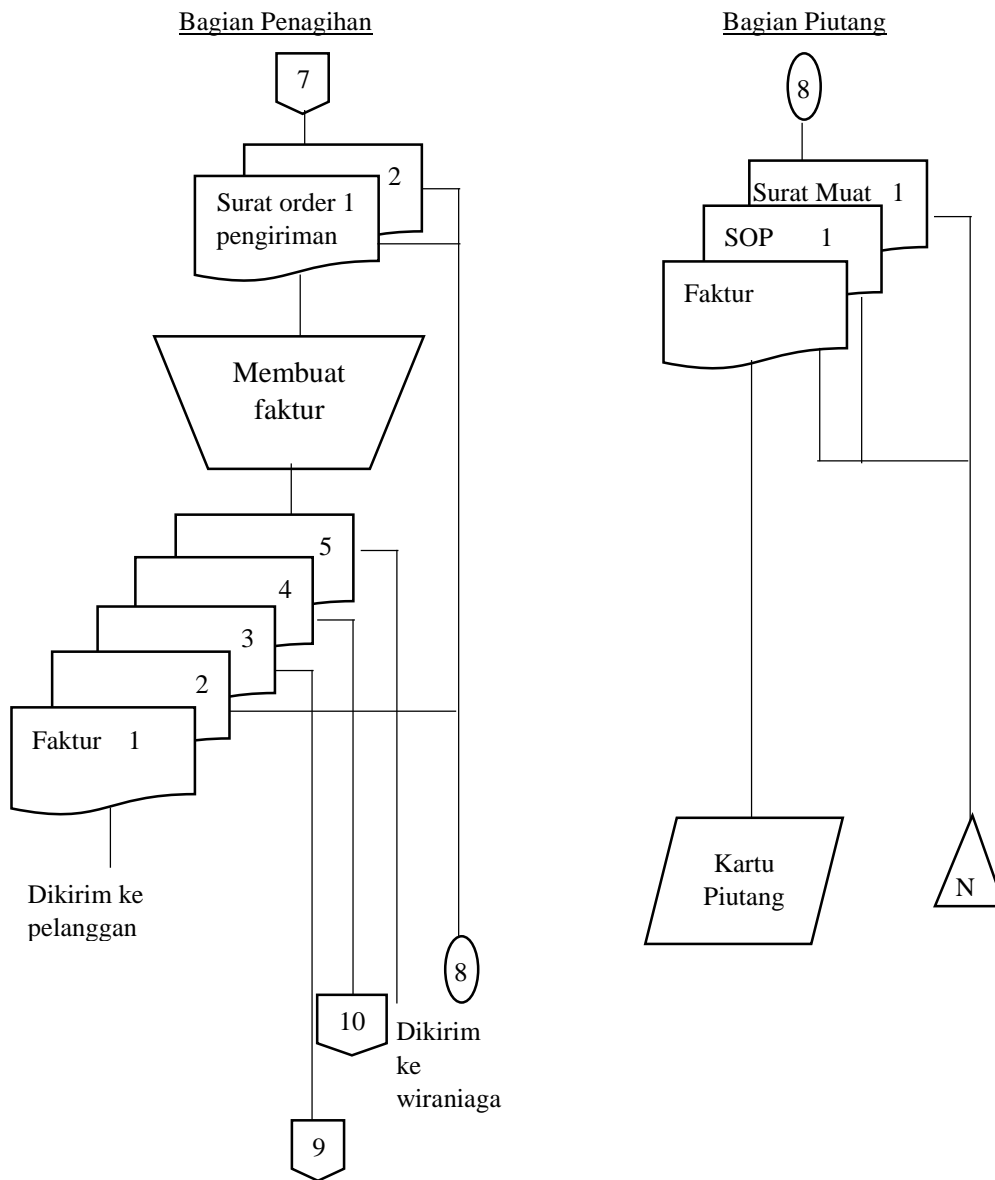 Bagian Penagihan
7
2
Surat order 1
pengiriman
Membuat
faktur
5
4
3
2
Faktur 1
Dikirim ke
pelanggan
8
10
Dikirim
ke
wiraniaga
9
Bagian Piutang
8
Surat Muat 1
SOP 1
Faktur
Kartu
Piutang
N